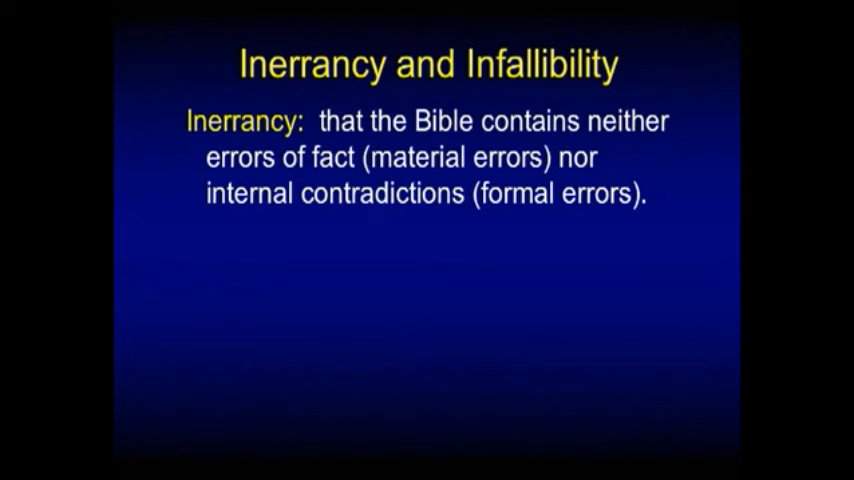 Inerrancy and Infallibility
Inerrancy: that the Bible contains neither
errors of fact (material errors) nor
internal contradictions (formal errors).